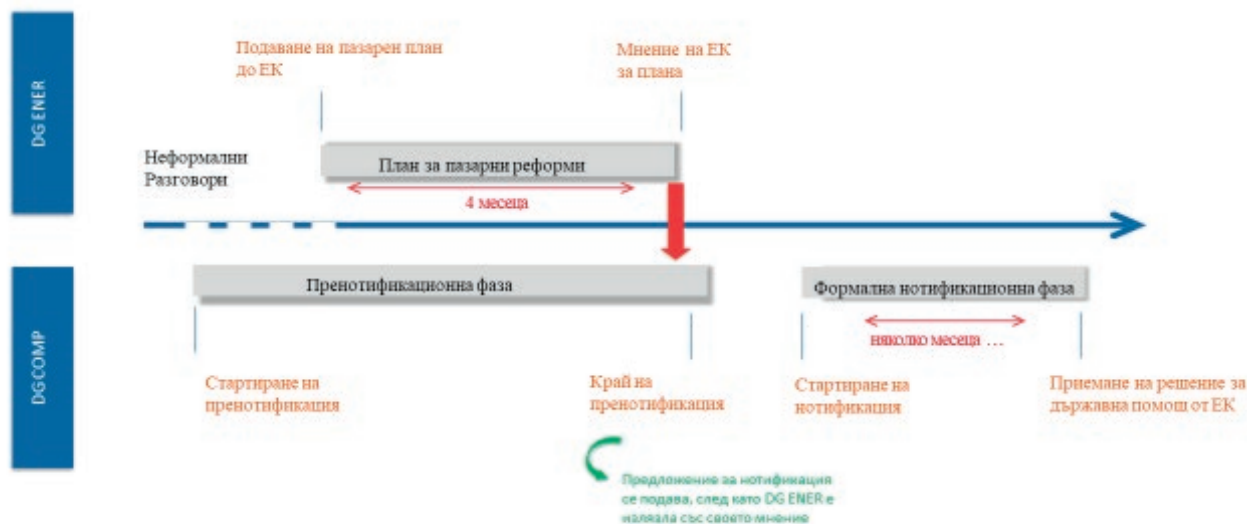 DG ENER
Подаване на пазарен план
до ЕК
Мнение на ЕК
за плана
Неформални
Разговори
План за пазарни реформи
4 месеца
DG COMP
Пренотификационна фаза
Формална нотификационна фаза
няколко месеца ...
Стартиране на
пренотификация
Край на
пренотификация
Стартиране на
нотификация
Приемане на решение за
държавна помощ от ЕК
Предложение за нотификация
се подава, след като DG ENER е
излязла със своето мнение